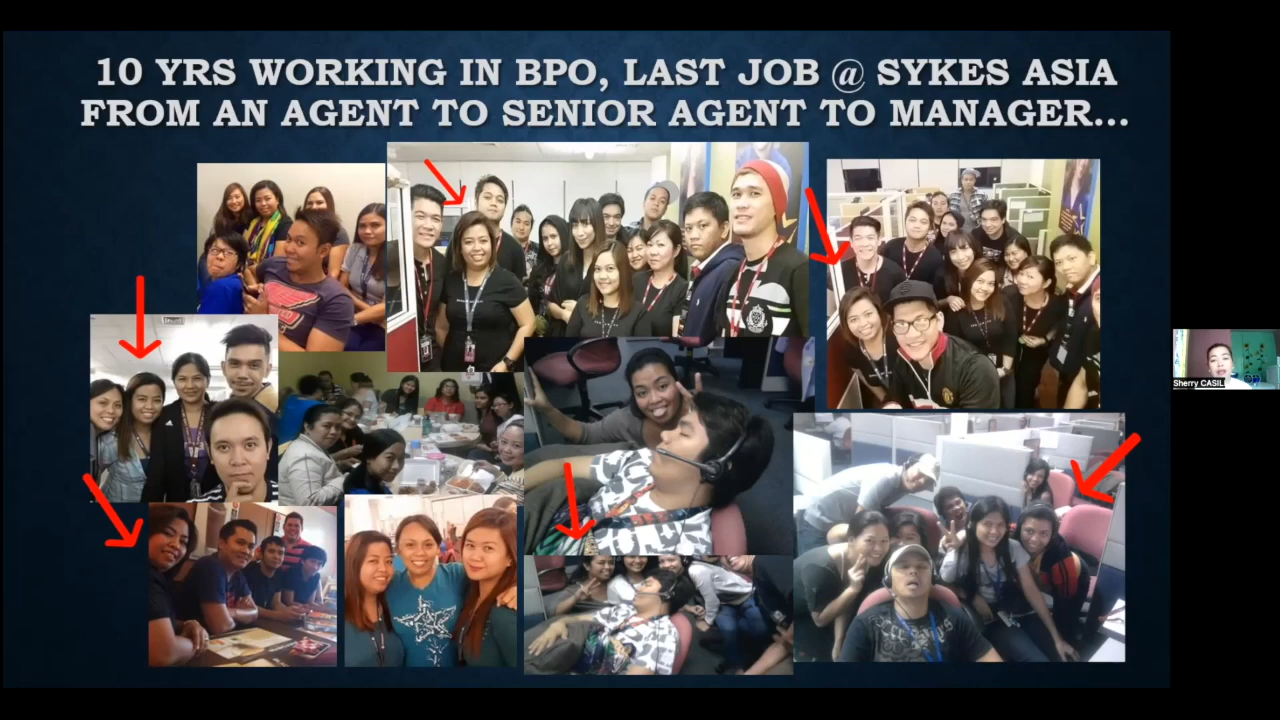 10 YRS WORKING IN BPO, LAST JOB @ SYKES ASIA
FROM AN AGENT TO SENIOR AGENT TO MANAGER...
Sherry CASIL